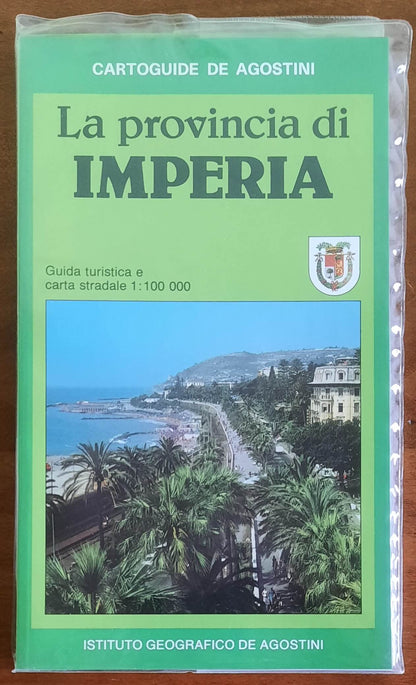 CARTOGUIDE DE AGOSTINI
La provincia di
IMPERIA
Guida turistica e
carta stradale 1:100 000
ISTITUTO GEOGRAFICO DE AGOSTINI